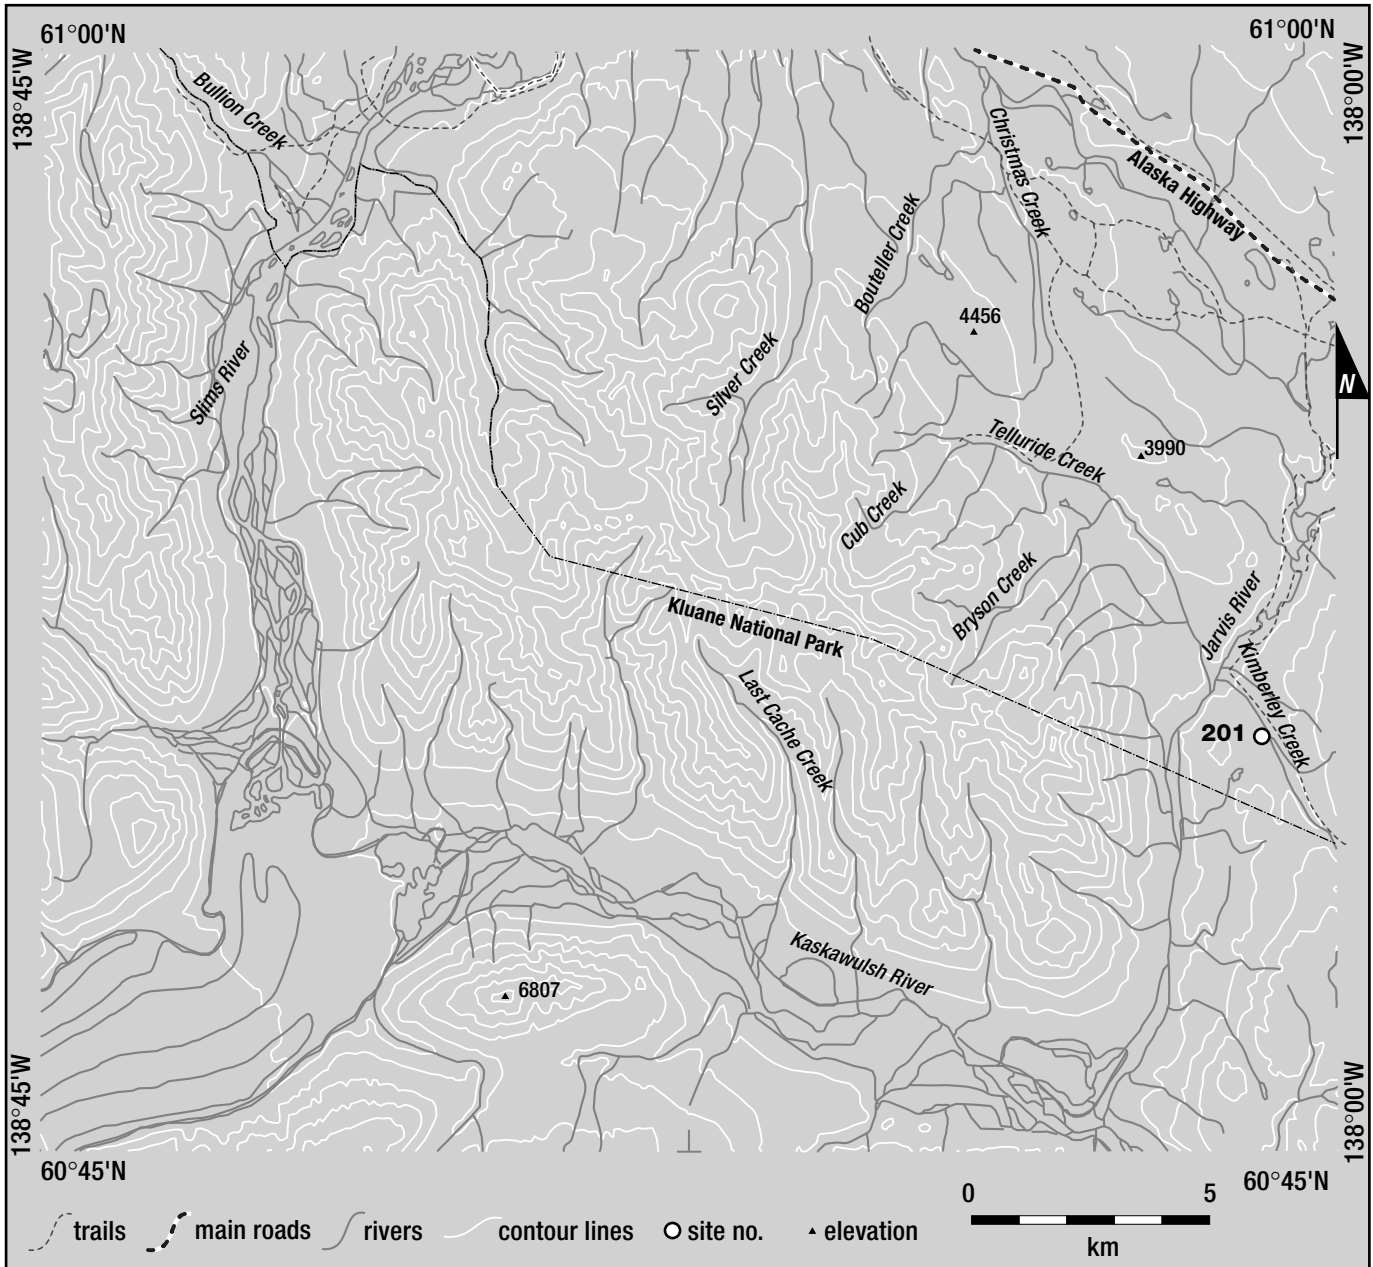 61°00'N
61°00'N
138°45'W
138°00'W
Bullion Creek
Christmas Creek
Alaska Highway
Bouteller Creek
4456
Slims River
Silver Creek
N
Telluride Creek
3990
Cub Creek
Bryson Creek
Jarvis River
Kluane National Park
Kimberley Creek
Last Cache Creek
201
Kaskawulsh River
6807
138°45'W
138°00'W
60°45'N
60°45'N
0 5
km
trails main roads rivers contour lines site no. elevation